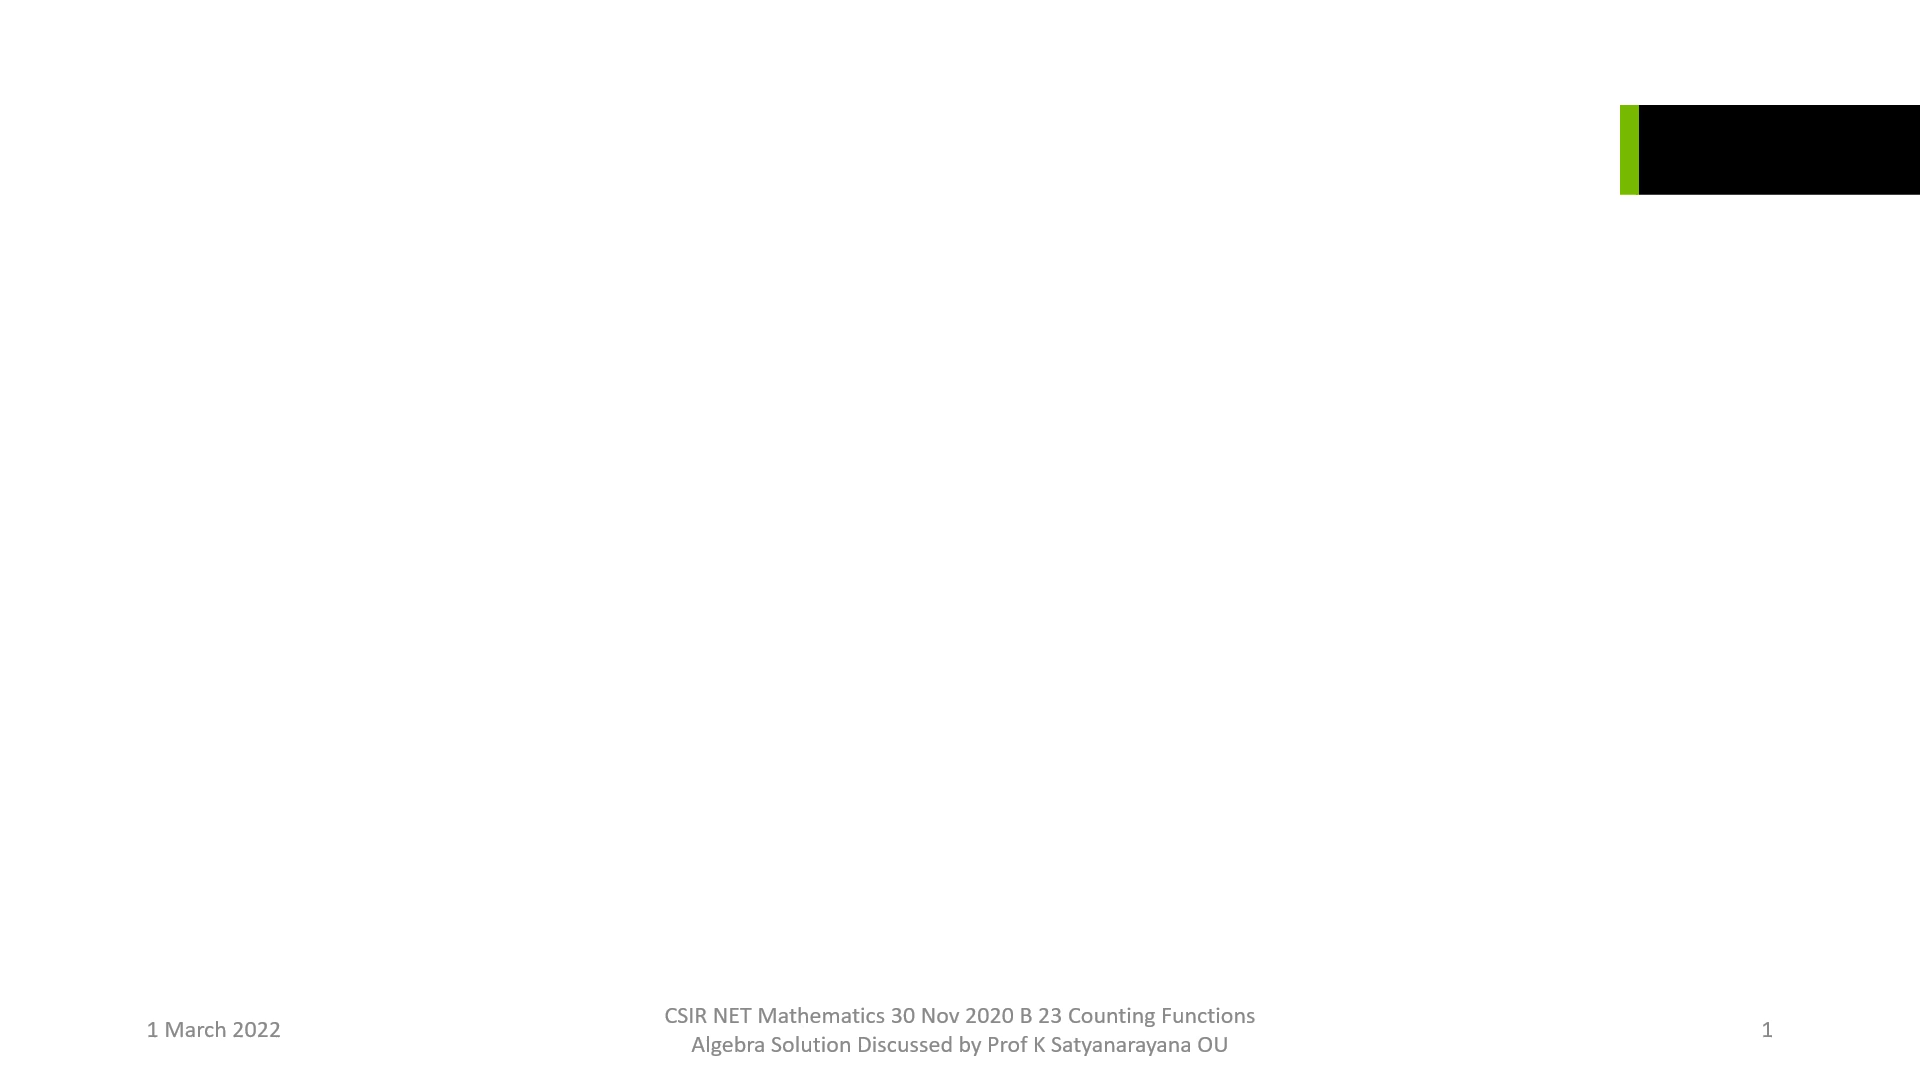 1 March 2022
CSIR NET Mathematics 30 Nov 2020 B 23 Counting Functions
Algebra Solution Discussed by Prof K Satyanarayana OU
1